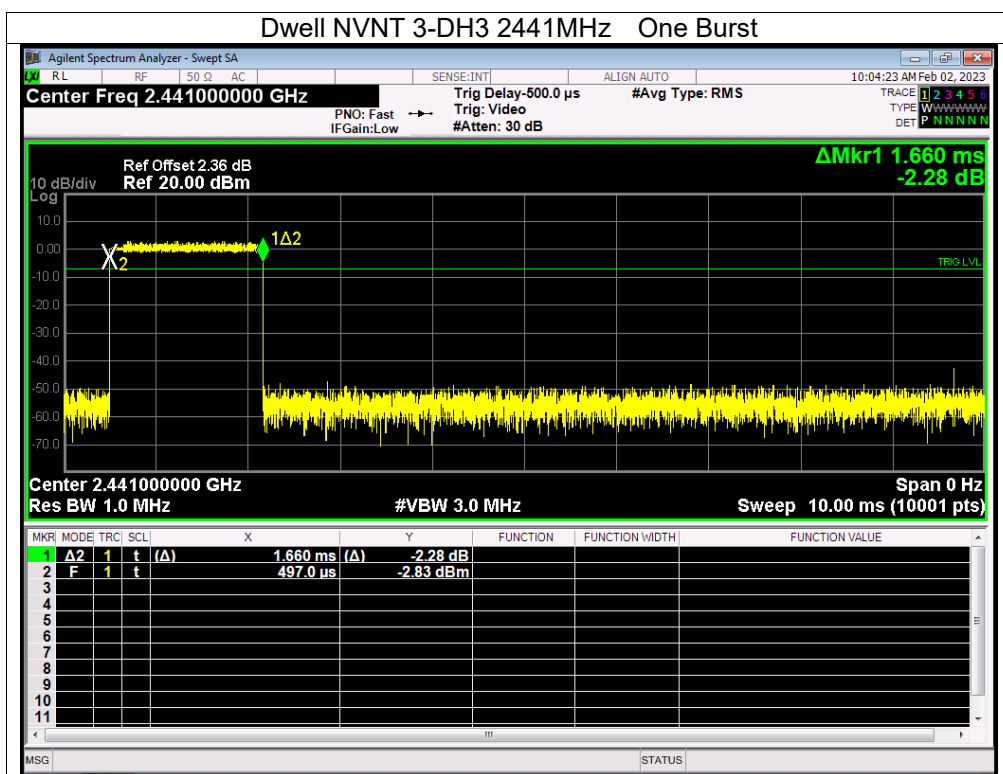 Dwell NVNT 3-DH3 2441MHz One Burst
Agilent Spectrum Analyzer - Swept SA
LXI RL RF 50 Ω AC SENSE:INT ALIGN AUTO 10:04:23 AM Feb 02, 2023
Center Freq 2.441000000 GHz Trig Delay-500.0 µs #Avg Type: RMS TRACE 1 2 3 4 5 6
PNO: Fast Trig: Video TYPE WWWWWWW
IFGain:Low #Atten: 30 dB DET P N N N N N
ΔMkr1 1.660 ms
-2.28 dB
Ref Offset 2.36 dB
10 dB/div Ref 20.00 dBm
Log
10.0
0.00
1Δ2
2
TRIG LVL
-10.0
-20.0
-30.0
-40.0
-50.0
-60.0
-70.0
Center 2.441000000 GHz Span 0 Hz
Res BW 1.0 MHz #VBW 3.0 MHz Sweep 10.00 ms (10001 pts)
MKR MODE TRC SCL X Y FUNCTION FUNCTION WIDTH FUNCTION VALUE
1 Δ2 1 t (Δ) 1.660 ms (Δ) -2.28 dB
2 F 1 t 497.0 µs -2.83 dBm
3
4
5
6
7
8
9
10
11
MSG STATUS